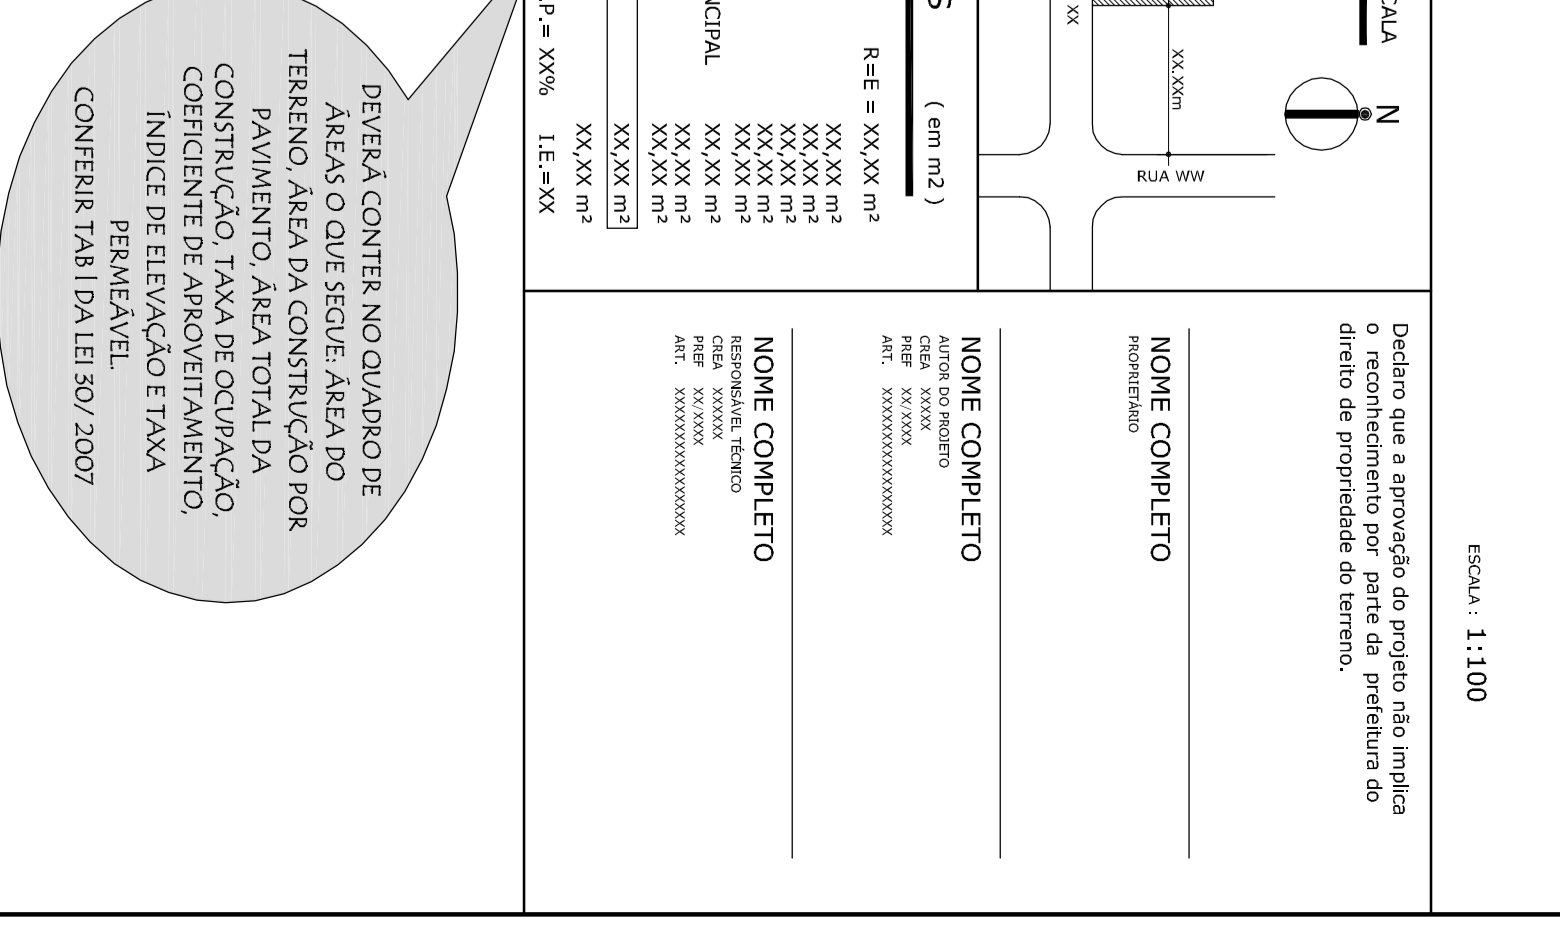 ESCALA : 1:100
CALA
N
XX.XXm
RUA WW
XX
S ( em m2 )
R=E = XX,XX m²
XX,XX m²
XX,XX m²
XX,XX m²
XX,XX m²
XX,XX m²
NCIPAL XX,XX m²
XX,XX m²
XX,XX m²
XX,XX m²
XX,XX m²
.P.= XX% I.E.=XX
Declaro que a aprovação do projeto não implica
o reconhecimento por parte da prefeitura do
direito de propriedade do terreno.
NOME COMPLETO
PROPRIETÁRIO
NOME COMPLETO
AUTOR DO PROJETO
CREA XXXXX
PREF XX/XXXX
ART. XXXXXXXXXXXXXXXXX
NOME COMPLETO
RESPONSÁVEL TÉCNICO
CREA XXXXXX
PREF XX/XXXX
ART. XXXXXXXXXXXXXXXXX
DEVERÁ CONTER NO QUADRO DE
ÁREAS O QUE SEGUE: ÁREA DO
TERRENO, ÁREA DA CONSTRUÇÃO POR
PAVIMENTO, ÁREA TOTAL DA
CONSTRUÇÃO, TAXA DE OCUPAÇÃO,
COEFICIENTE DE APROVEITAMENTO,
ÍNDICE DE ELEVAÇÃO E TAXA
PERMEÁVEL.
CONFERIR TAB I DA LEI 30/2007